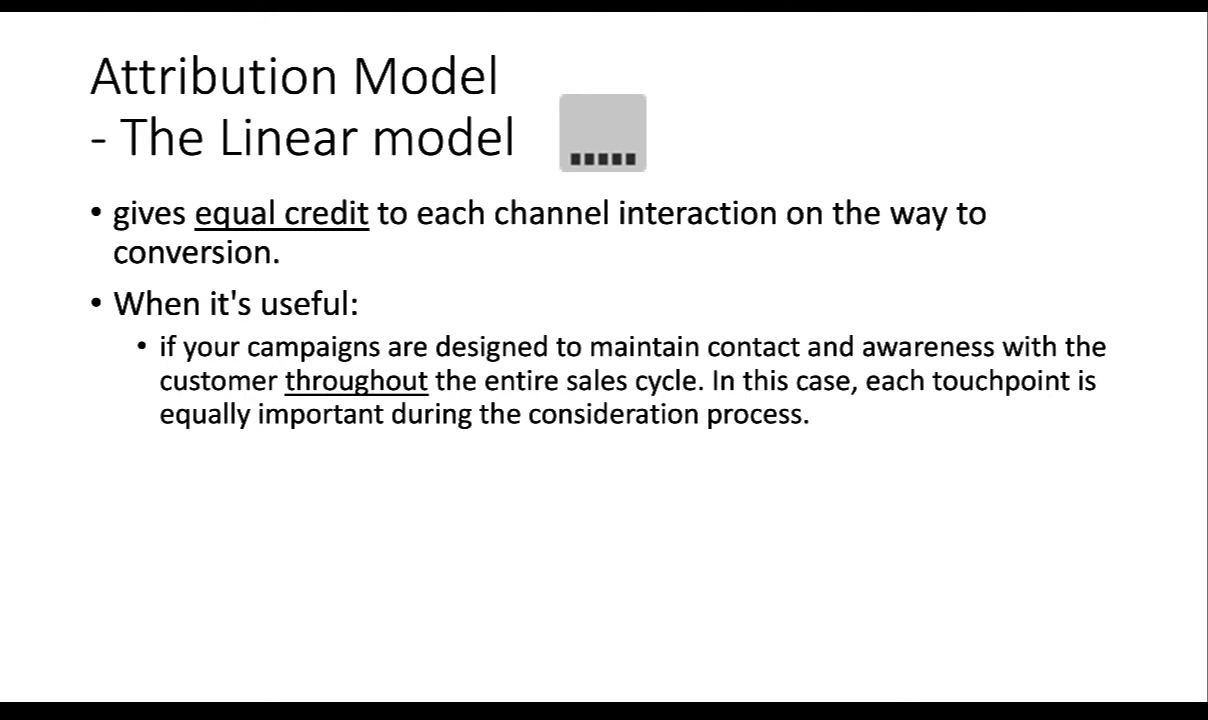 Attribution Model
- The Linear model
• gives equal credit to each channel interaction on the way to
conversion.
• When it's useful:
• if your campaigns are designed to maintain contact and awareness with the
customer throughout the entire sales cycle. In this case, each touchpoint is
equally important during the consideration process.